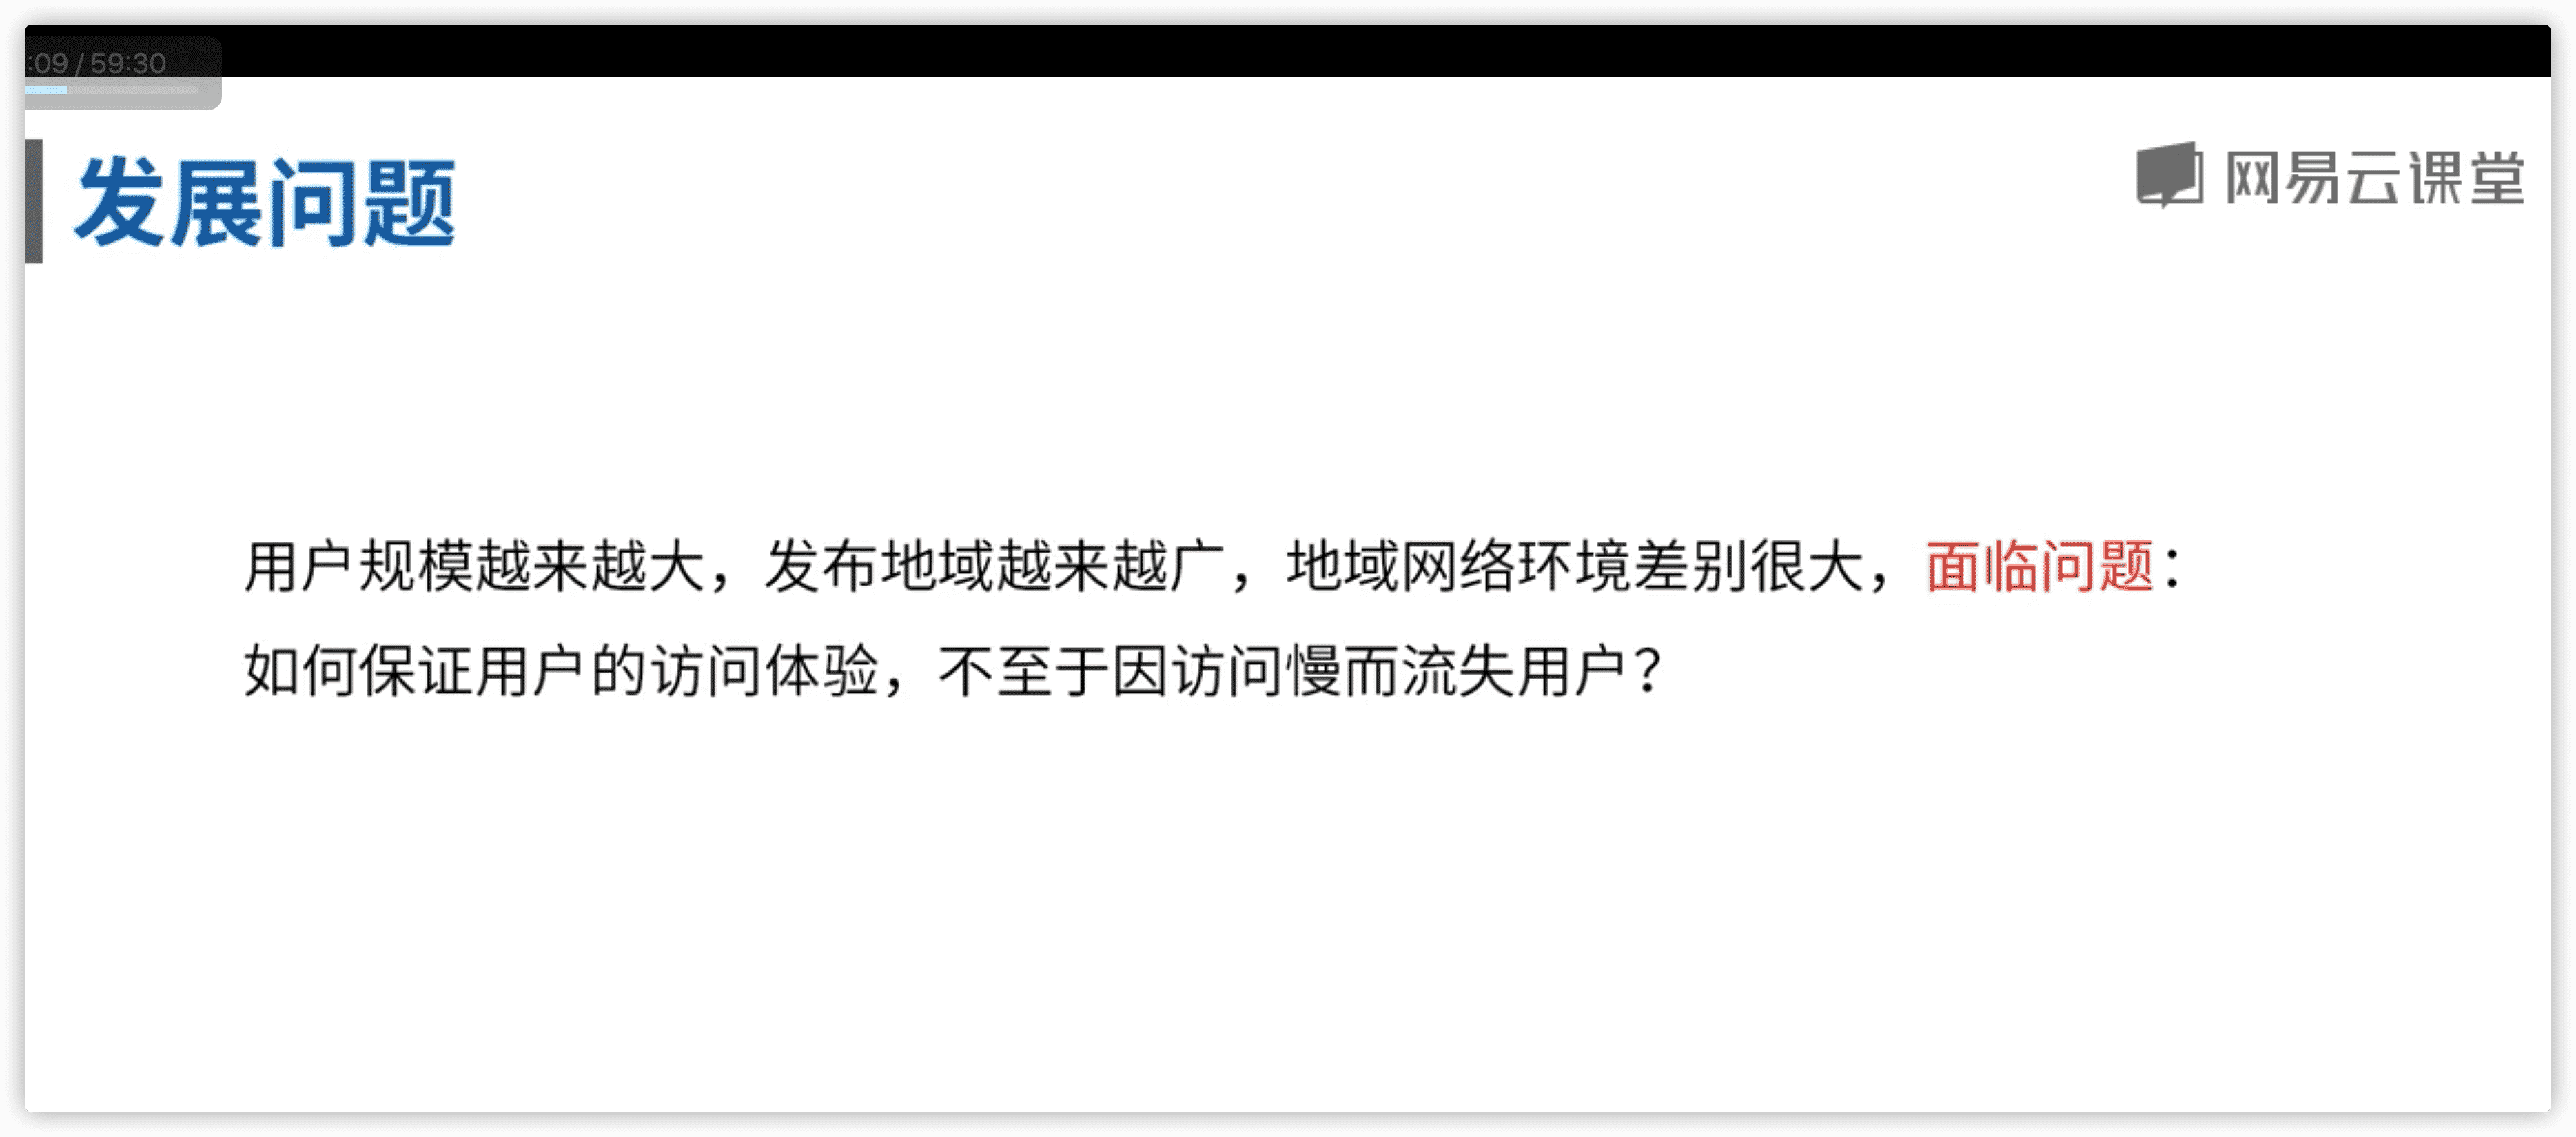 :09 / 59:30
发展问题
网易云课堂
用户规模越来越大，发布地域越来越广，地域网络环境差别很大，面临问题：
如何保证用户的访问体验，不至于因访问慢而流失用户？